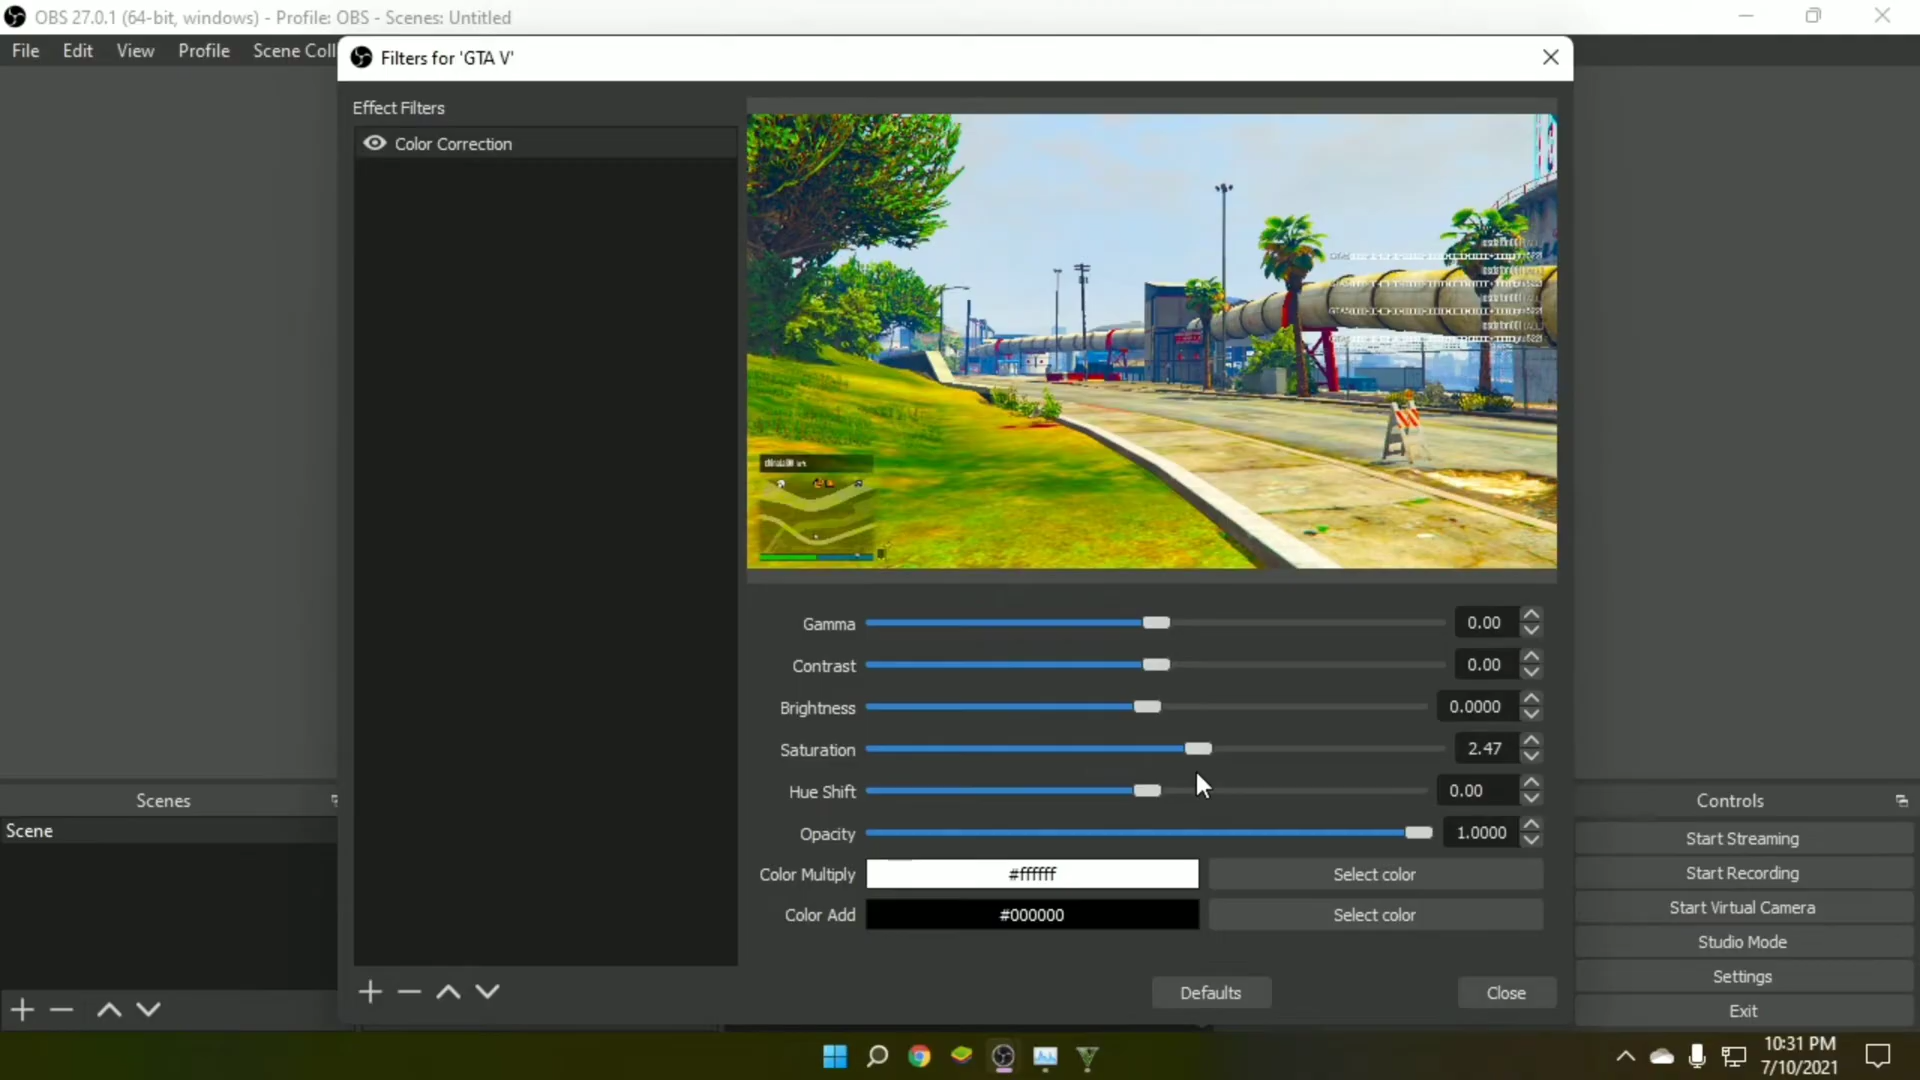 OBS 27.0.1 (64-bit, windows) - Profile: OBS - Scenes: Untitled
File Edit View Profile Scene Coll
Filters for 'GTA V'
Effect Filters
Color Correction
Gamma 0.00
Contrast 0.00
Brightness 0.0000
Saturation 2.47
Hue Shift 0.00
Opacity 1.0000
Color Multiply #ffffff Select color
Color Add #000000 Select color
Defaults Close
Scenes
Scene
Controls
Start Streaming
Start Recording
Start Virtual Camera
Studio Mode
Settings
Exit
10:31 PM
7/10/2021